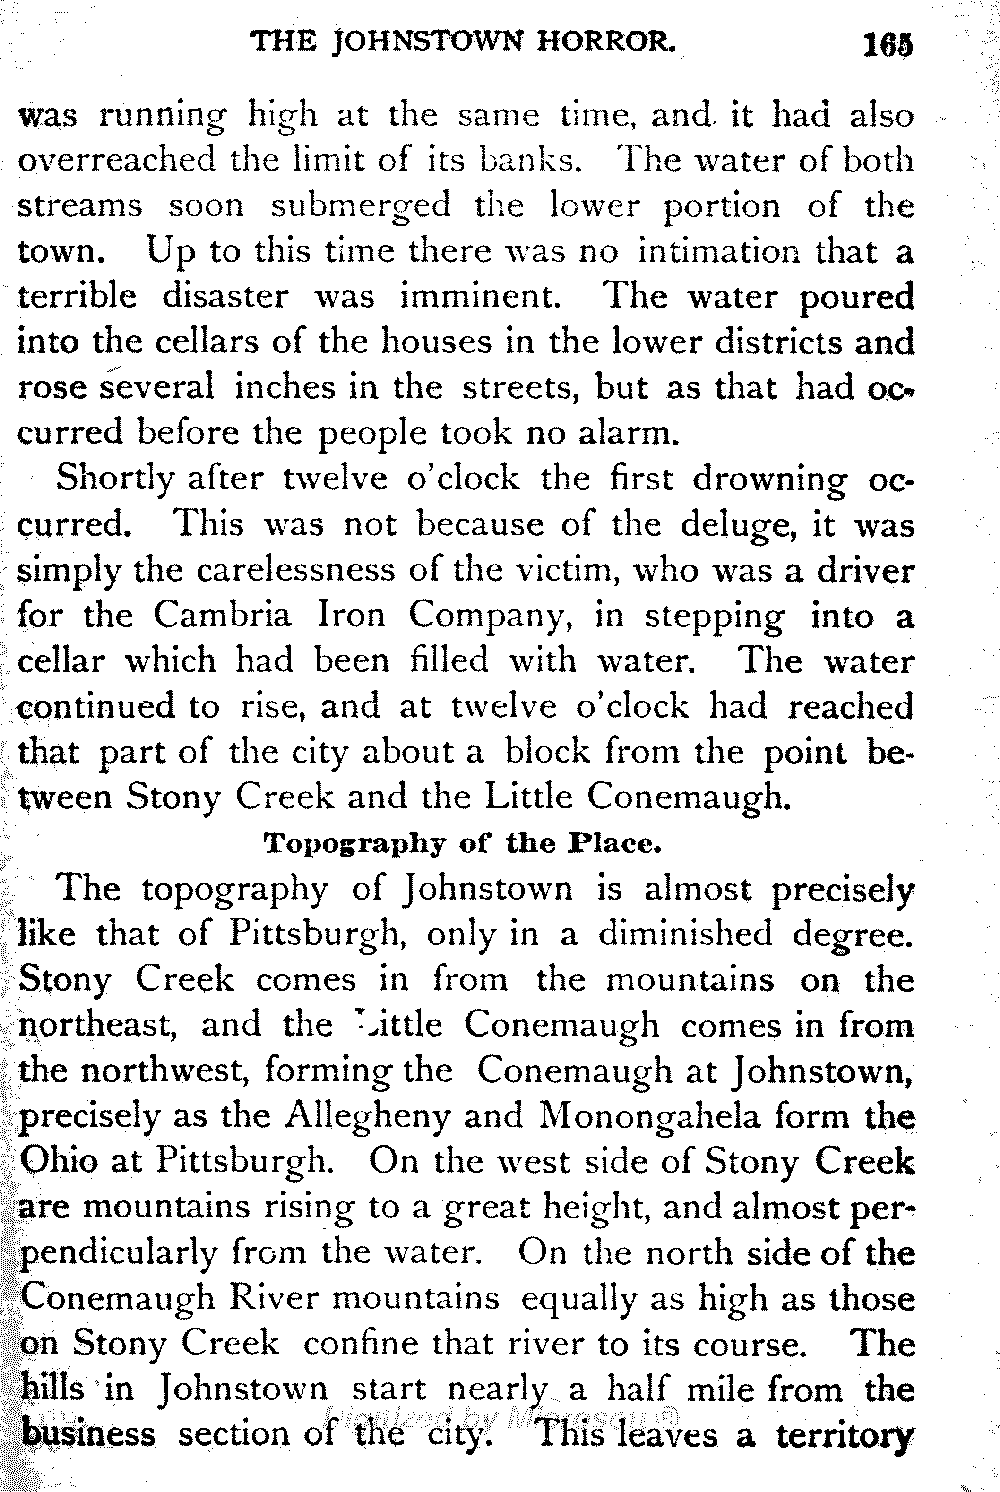 THE JOHNSTOWN HORROR. 165
was running high at the same time, and it had also
overreached the limit of its banks. The water of both
streams soon submerged the lower portion of the
town. Up to this time there was no intimation that a
terrible disaster was imminent. The water poured
into the cellars of the houses in the lower districts and
rose several inches in the streets, but as that had oc-
curred before the people took no alarm.
Shortly after twelve o'clock the first drowning oc-
curred. This was not because of the deluge, it was
simply the carelessness of the victim, who was a driver
for the Cambria Iron Company, in stepping into a
cellar which had been filled with water. The water
continued to rise, and at twelve o'clock had reached
that part of the city about a block from the point be-
tween Stony Creek and the Little Conemaugh.
Topography of the Place.
The topography of Johnstown is almost precisely
like that of Pittsburgh, only in a diminished degree.
Stony Creek comes in from the mountains on the
northeast, and the Little Conemaugh comes in from
the northwest, forming the Conemaugh at Johnstown,
precisely as the Allegheny and Monongahela form the
Ohio at Pittsburgh. On the west side of Stony Creek
are mountains rising to a great height, and almost per-
pendicularly from the water. On the north side of the
Conemaugh River mountains equally as high as those
on Stony Creek confine that river to its course. The
hills in Johnstown start nearly a half mile from the
business section of the city. This leaves a territory